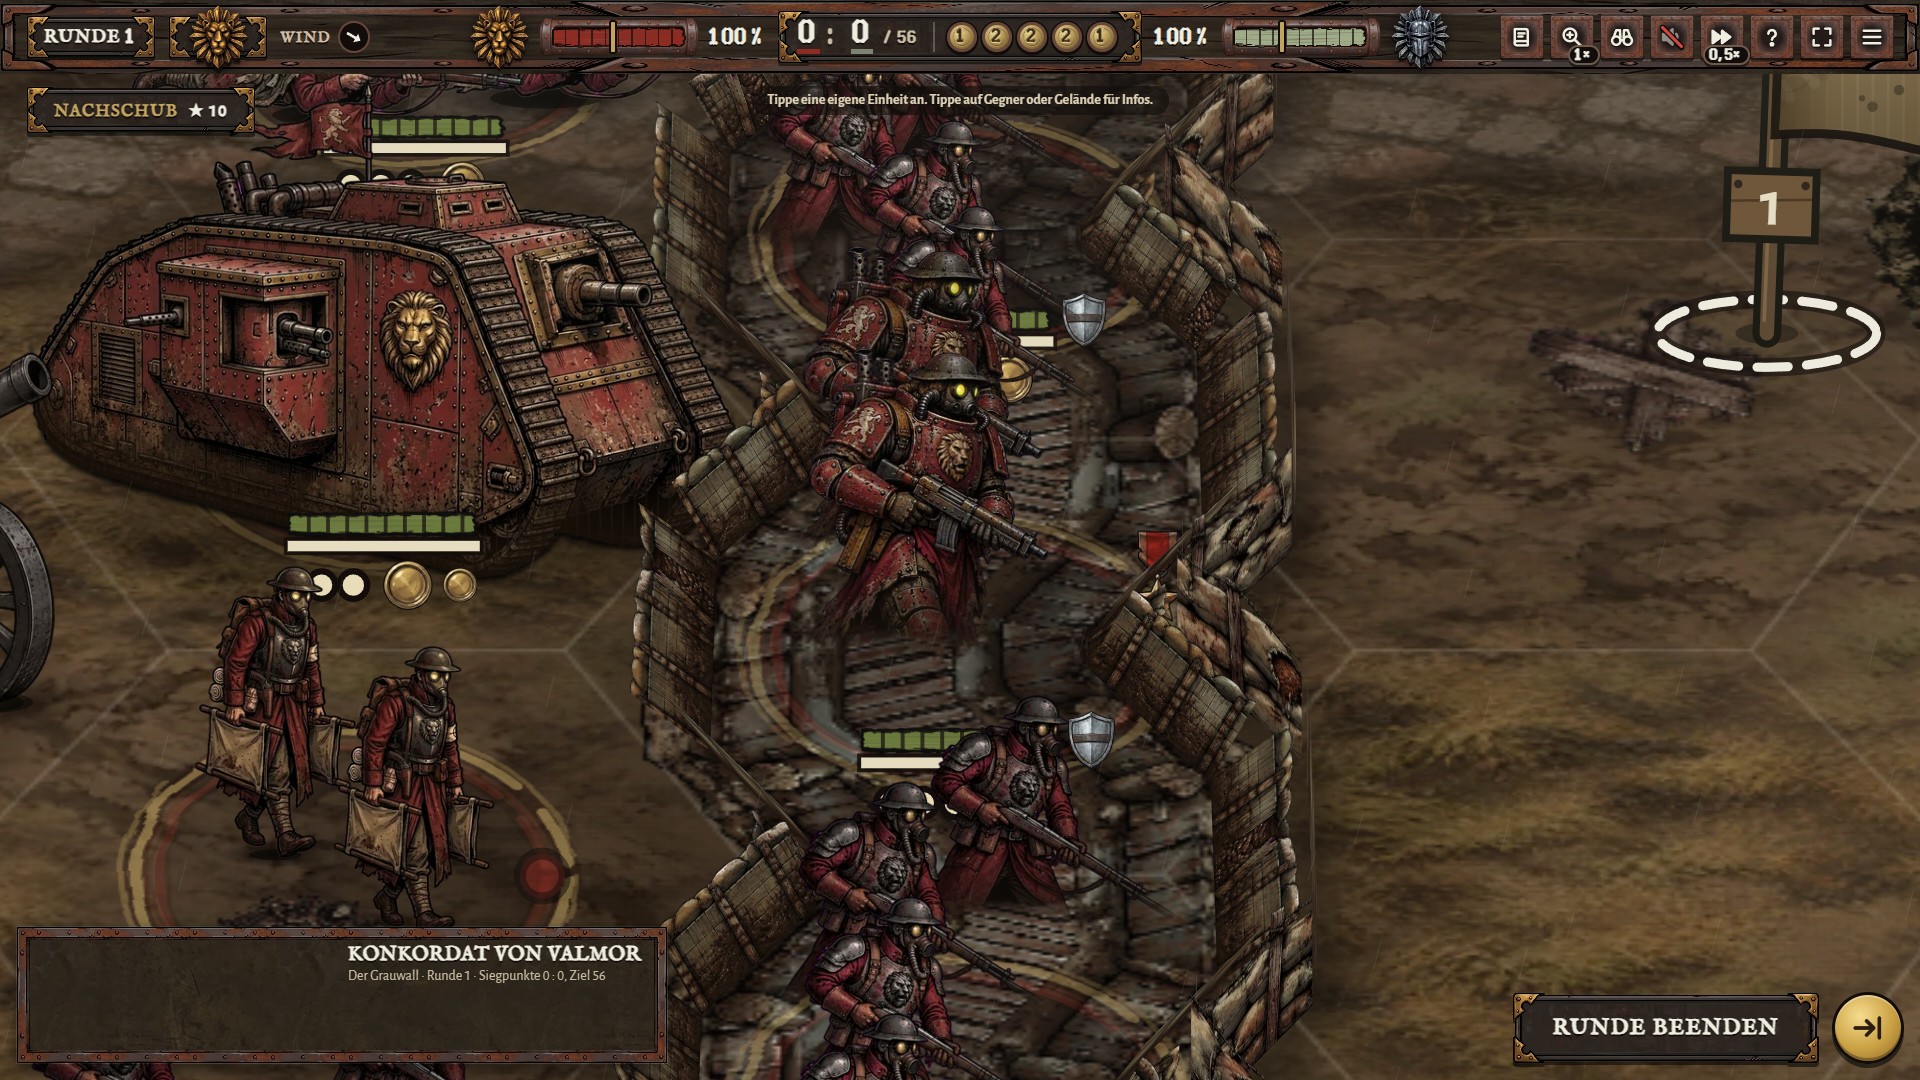 RUNDE 1
WIND
100 %
0 : 0 / 56
1 2 2 2 1
100 %
1×
0,5×
?
NACHSCHUB ★ 10
Tippe eine eigene Einheit an. Tippe auf Gegner oder Gelände für Infos.
1
KONKORDAT VON VALMOR
Der Grauwall · Runde 1 · Siegpunkte 0 : 0, Ziel 56
RUNDE BEENDEN